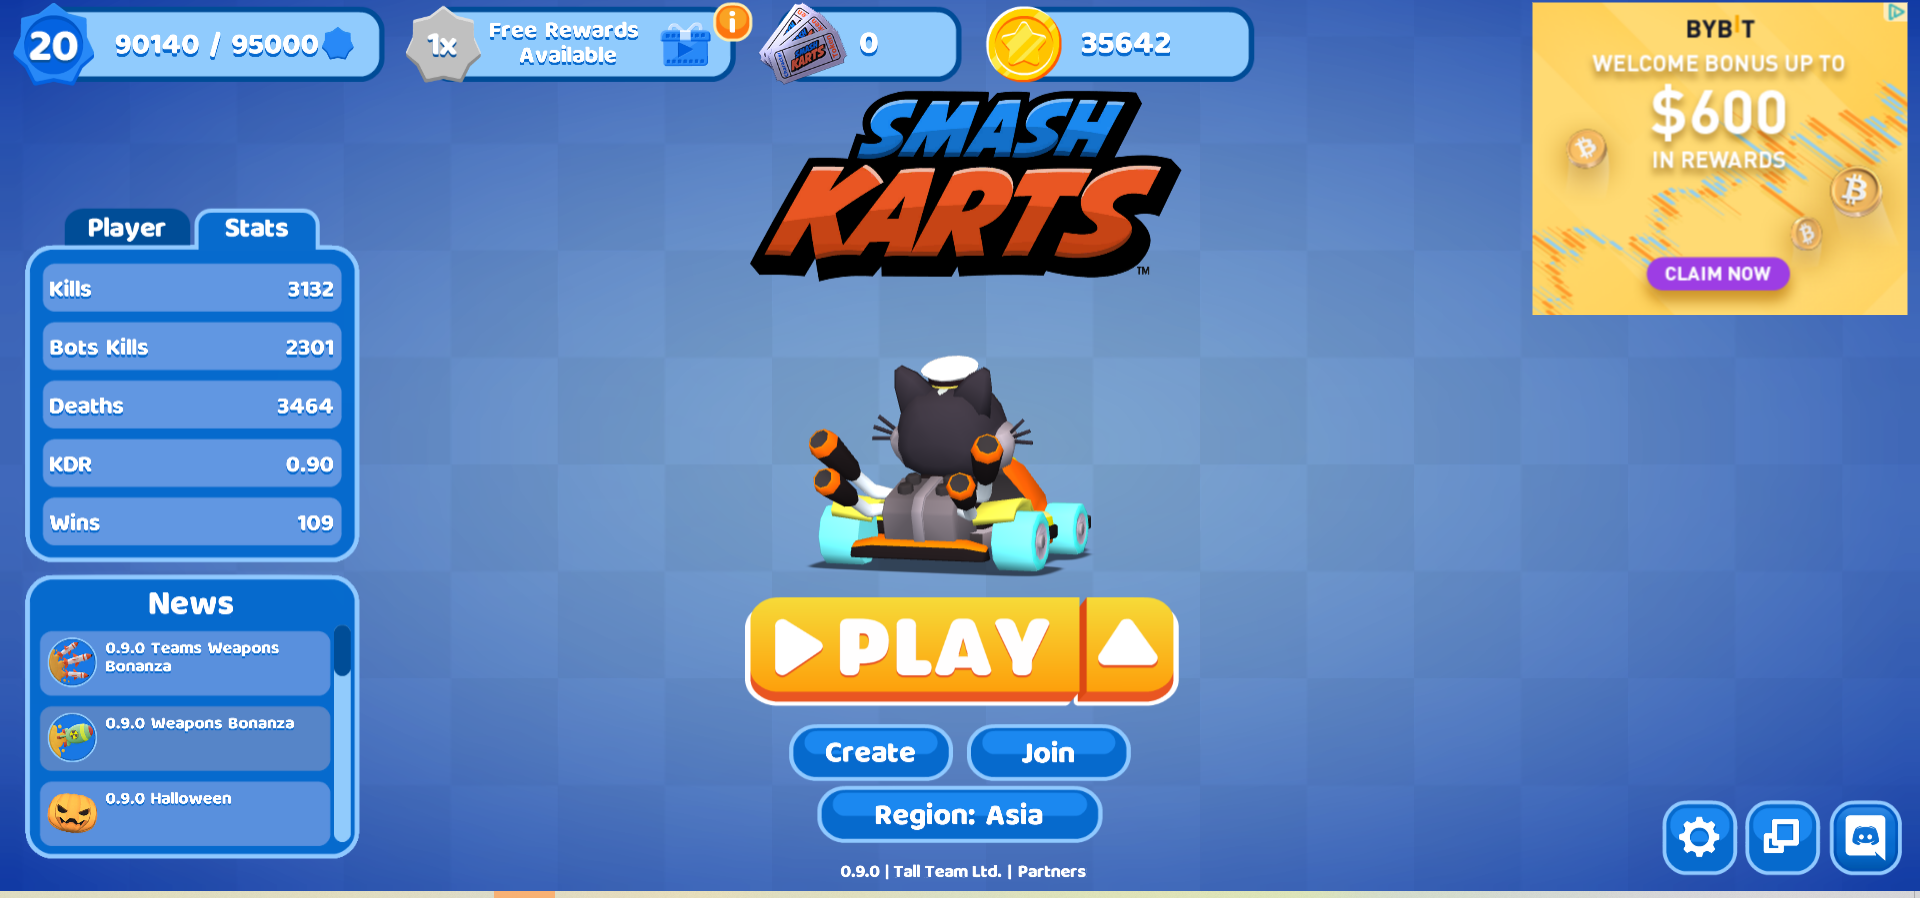 20
90140 / 95000
1x
Free Rewards
Available
i
SMASH
KARTS
0
35642
SMASH
KARTS
TM
BYBIT
WELCOME BONUS UP TO
$600
IN REWARDS
CLAIM NOW
Player
Stats
Kills 3132
Bots Kills 2301
Deaths 3464
KDR 0.90
Wins 109
News
0.9.0 Teams Weapons
Bonanza
0.9.0 Weapons Bonanza
0.9.0 Halloween
PLAY
Create
Join
Region: Asia
0.9.0 | Tall Team Ltd. | Partners